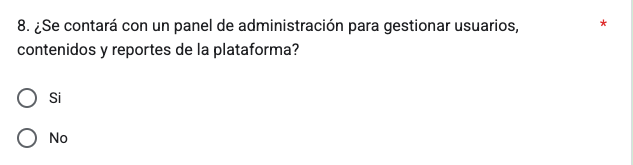 8. ¿Se contará con un panel de administración para gestionar usuarios, *
contenidos y reportes de la plataforma?
Si
No